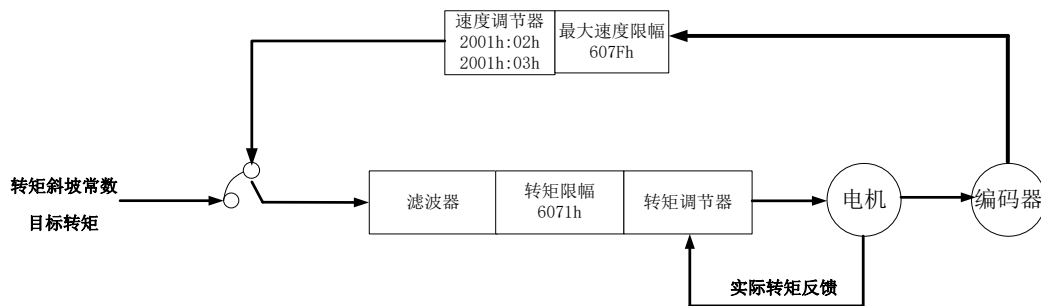 速度调节器
2001h:02h
2001h:03h
最大速度限幅
607Fh
转矩斜坡常数
目标转矩
滤波器
转矩限幅
6071h
转矩调节器
电机
编码器
实际转矩反馈